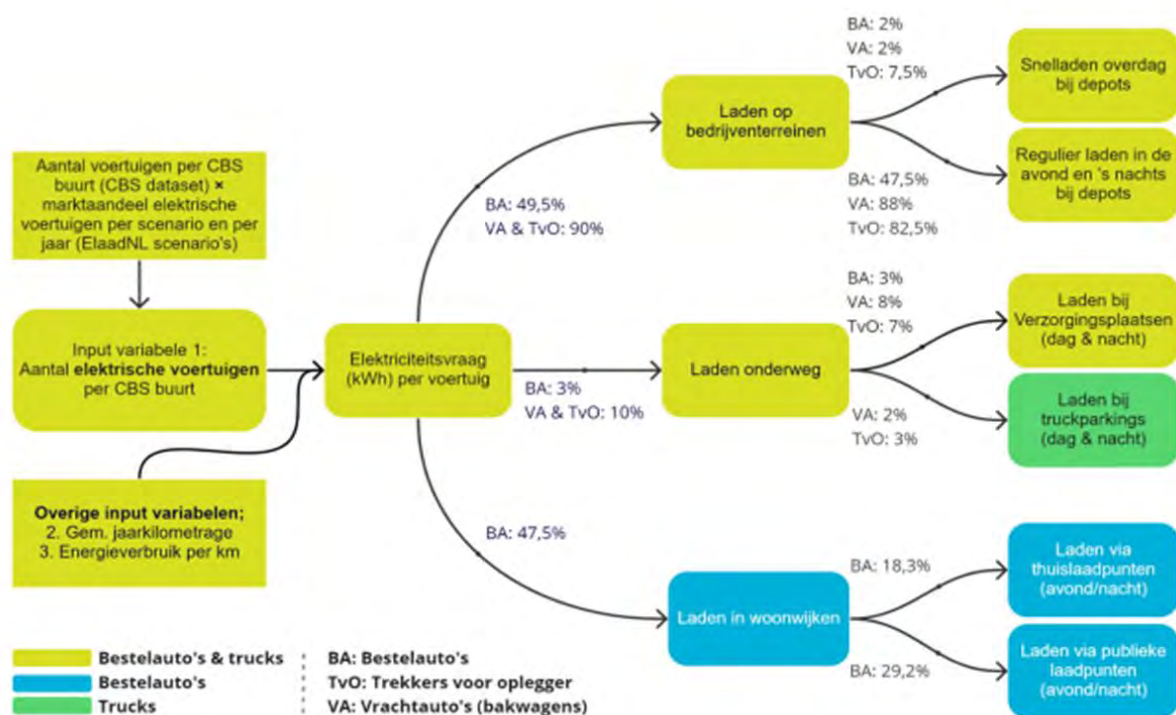 Aantal voertuigen per CBS
buurt (CBS dataset) ×
marktaandeel elektrische
voertuigen per scenario en per
jaar (ElaadNL scenario's)
Input variabele 1:
Aantal elektrische voertuigen
per CBS buurt
Overige input variabelen;
2. Gem. jaarkilometrage
3. Energieverbruik per km
Elektriciteitsvraag
(kWh) per voertuig
BA: 49,5%
VA & TvO: 90%
BA: 3%
VA & TvO: 10%
BA: 47,5%
Laden op
bedrijventerreinen
BA: 2%
VA: 2%
TvO: 7,5%
Snelladen overdag
bij depots
BA: 47,5%
VA: 88%
TvO: 82,5%
Regulier laden in de
avond en 's nachts
bij depots
Laden onderweg
BA: 3%
VA: 8%
TvO: 7%
Laden bij
Verzorgingsplaatsen
(dag & nacht)
VA: 2%
TvO: 3%
Laden bij
truckparkings
(dag & nacht)
Laden in woonwijken
BA: 18,3%
Laden via
thuislaadpunten
(avond/nacht)
BA: 29,2%
Laden via publieke
laadpunten
(avond/nacht)
Bestelauto's & trucks
Bestelauto's
Trucks
BA: Bestelauto's
TvO: Trekkers voor oplegger
VA: Vrachtauto's (bakwagens)